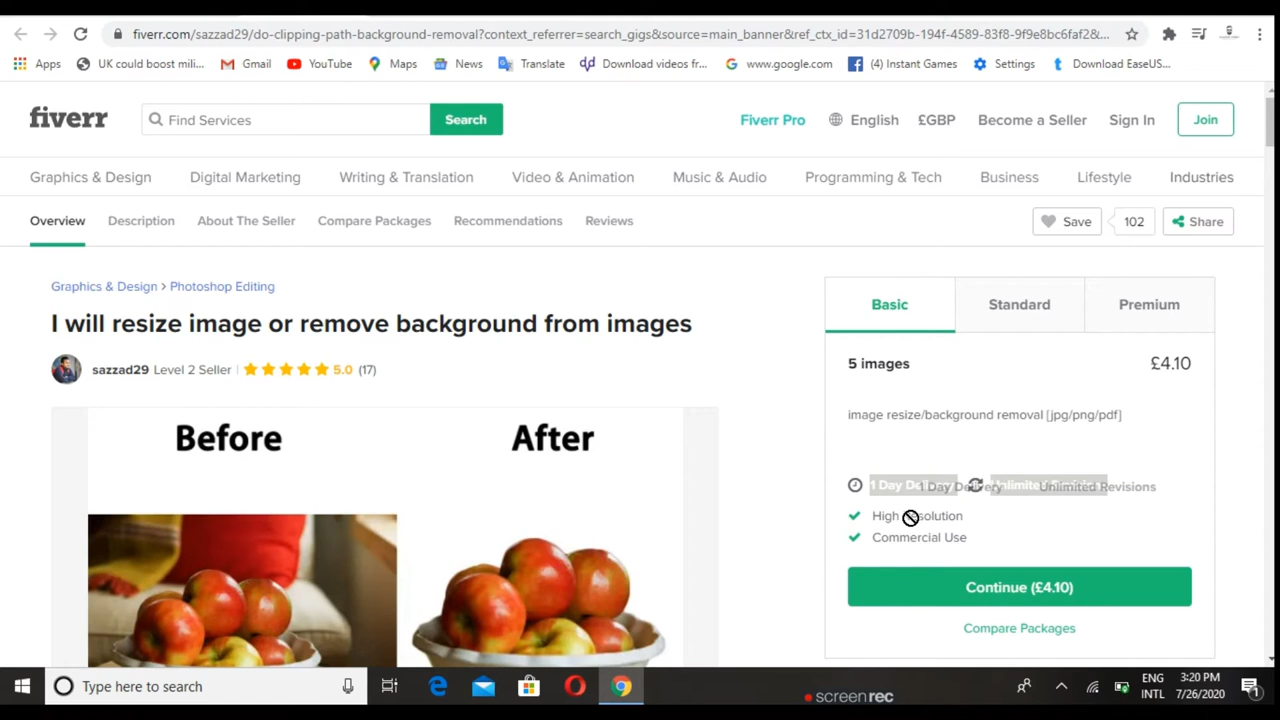 fiverr.com/sazzad29/do-clipping-path-background-removal?context_referrer=search_gigs&source=main_banner&ref_ctx_id=31d2709b-194f-4589-83f8-9f9e8bc6faf2&...
Apps UK could boost mili... Gmail YouTube Maps News Translate Download videos fr... www.google.com (4) Instant Games Settings Download EaseUS...
fiverr Find Services Search Fiverr Pro English £GBP Become a Seller Sign In Join
Graphics & Design Digital Marketing Writing & Translation Video & Animation Music & Audio Programming & Tech Business Lifestyle Industries
Overview Description About The Seller Compare Packages Recommendations Reviews Save 102 Share
Graphics & Design > Photoshop Editing
I will resize image or remove background from images
sazzad29 Level 2 Seller 5.0 (17)
Before After
Basic Standard Premium
5 images £4.10
image resize/background removal [jpg/png/pdf]
1 Day Delivery Unlimited Revisions
High Resolution
Commercial Use
Continue (£4.10)
Compare Packages
Type here to search
screenrec
ENG
INTL
3:20 PM
7/26/2020
1